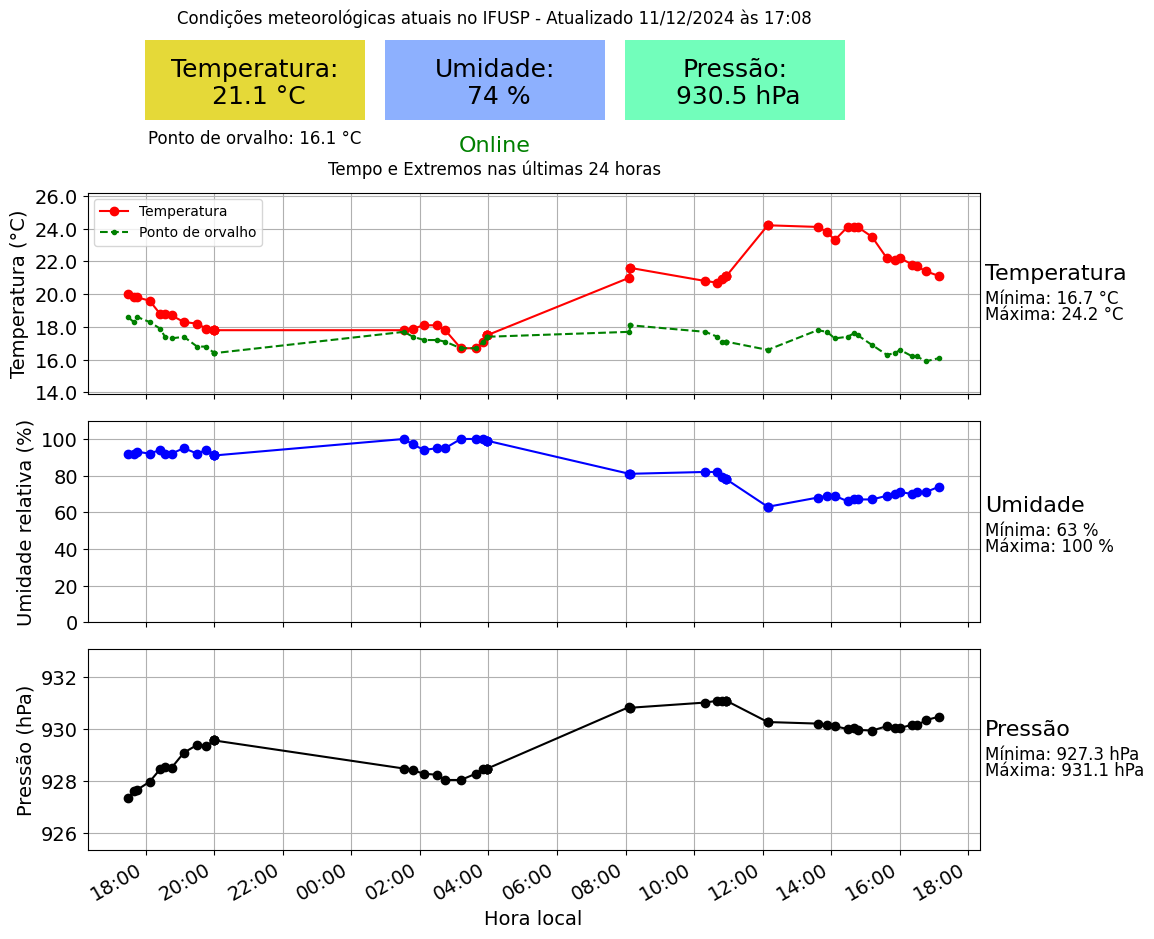 Condições meteorológicas atuais no IFUSP - Atualizado 11/12/2024 às 17:08
Temperatura:
21.1 °C
Umidade:
74 %
Pressão:
930.5 hPa
Ponto de orvalho: 16.1 °C
Online
Tempo e Extremos nas últimas 24 horas
Temperatura (°C)
26.0
24.0
22.0
20.0
18.0
16.0
14.0
Temperatura
Ponto de orvalho
Temperatura
Mínima: 16.7 °C
Máxima: 24.2 °C
Umidade relativa (%)
100
80
60
40
20
0
Umidade
Mínima: 63 %
Máxima: 100 %
Pressão (hPa)
932
930
928
926
Pressão
Mínima: 927.3 hPa
Máxima: 931.1 hPa
18:00 20:00 22:00 00:00 02:00 04:00 06:00 08:00 10:00 12:00 14:00 16:00 18:00
Hora local